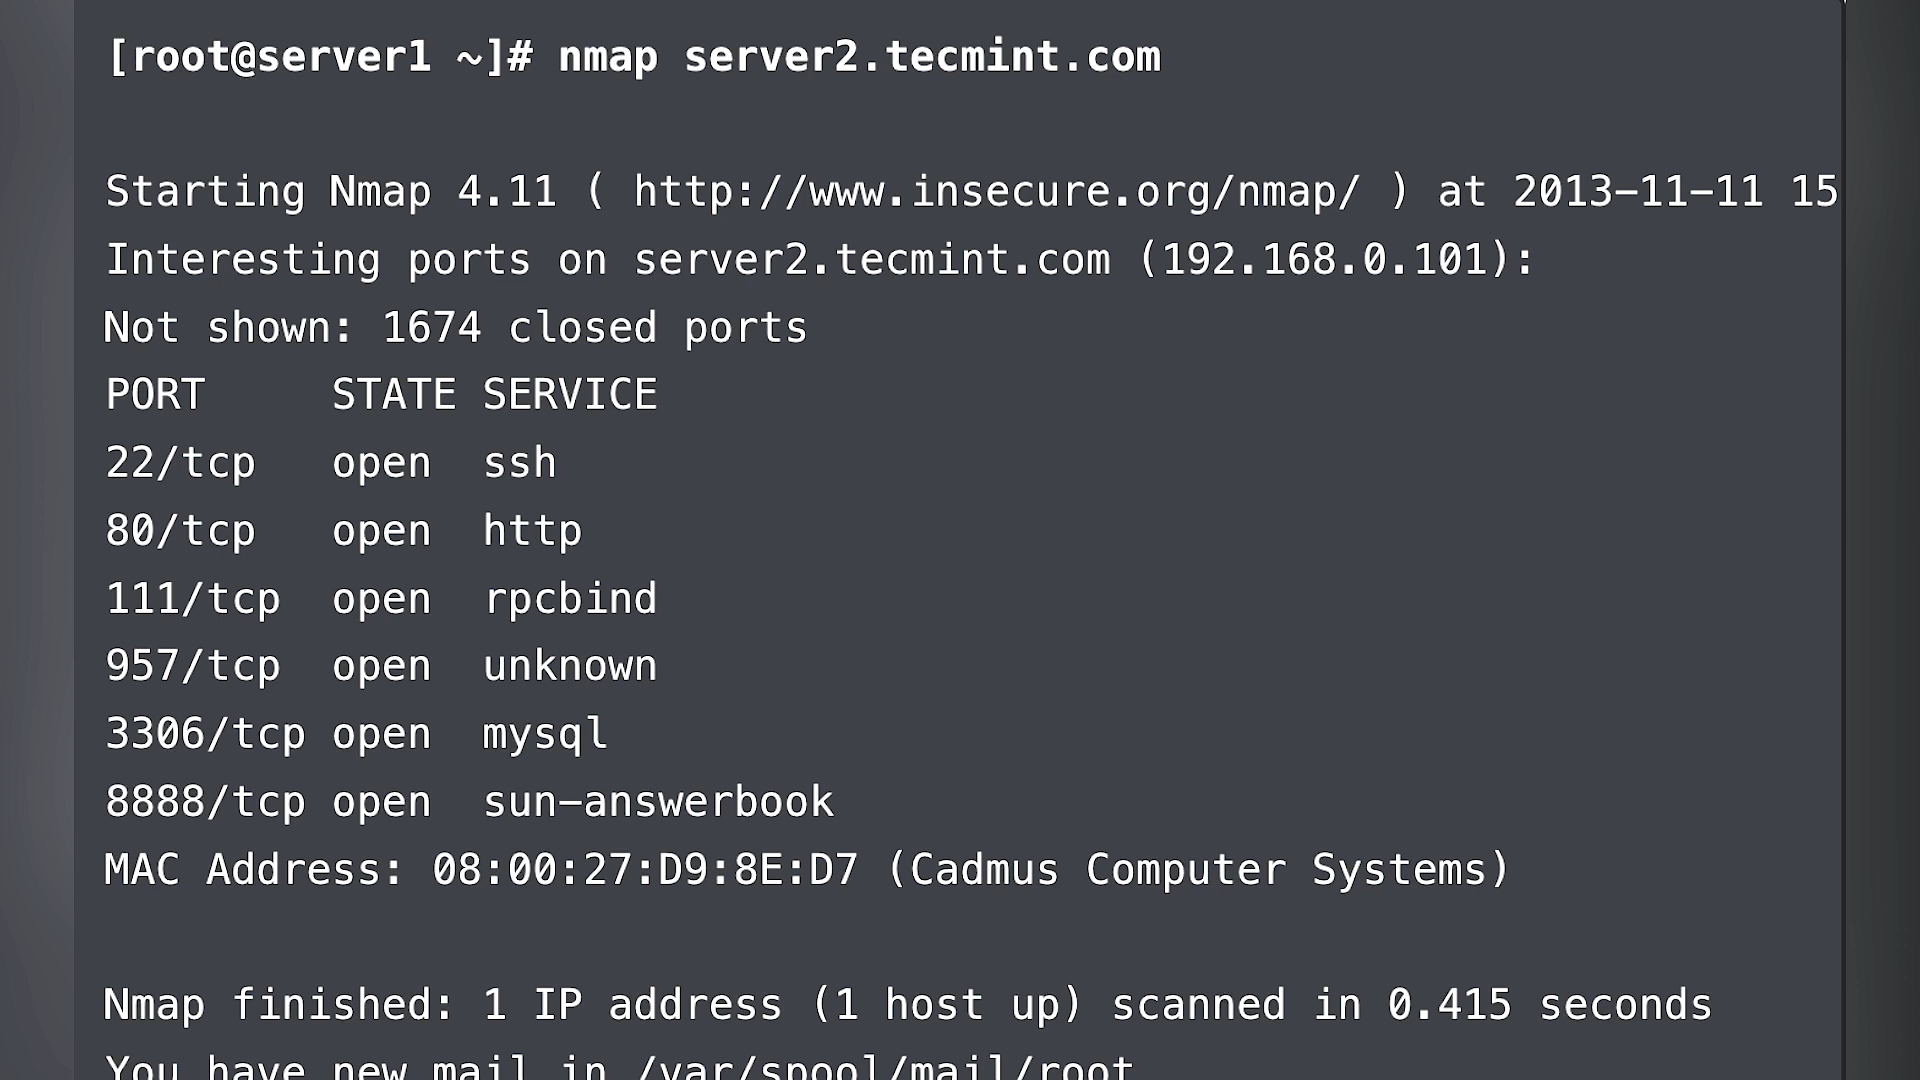 [root@server1 ~]# nmap server2.tecmint.com
Starting Nmap 4.11 ( http://www.insecure.org/nmap/ ) at 2013-11-11 15
Interesting ports on server2.tecmint.com (192.168.0.101):
Not shown: 1674 closed ports
PORT     STATE SERVICE
22/tcp   open  ssh
80/tcp   open  http
111/tcp  open  rpcbind
957/tcp  open  unknown
3306/tcp open  mysql
8888/tcp open  sun-answerbook
MAC Address: 08:00:27:D9:8E:D7 (Cadmus Computer Systems)
Nmap finished: 1 IP address (1 host up) scanned in 0.415 seconds
You have new mail in /var/spool/mail/root